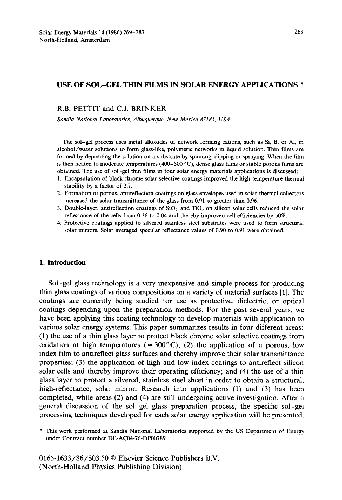 Solar Energy Materials 14 (1986) 269-287
North-Holland, Amsterdam
269
USE OF SOL-GEL THIN FILMS IN SOLAR ENERGY APPLICATIONS *
R.B. PETTIT and C.J. BRINKER
Sandia National Laboratories, Albuquerque, New Mexico 87185, USA
The sol-gel process uses metal alkoxides of network forming cations, such as Si, B, or Al, in
alcohol/water solutions to form glass-like, polymeric networks in liquid solution. Thin films are
formed by depositing the solution on a substrate by spinning, dipping or spraying. When the film
is then heated to moderate temperatures (400-500°C), dense glass films or stable porous films are
obtained. The use of sol-gel thin films in four solar energy materials applications is discussed:
1. Encapsulation of black chrome solar selective coatings improved the high temperature thermal
stability by a factor of
2. Formation of porous antireflection coatings on glass envelopes used in solar thermal collectors
increased the solar transmittance of the glass from 0.91 to greater than 0.96.
3. Double-layer antireflection coatings of SiO₂ and TiO₂ on silicon solar cells reduced the solar
reflectance of the cells from 0.36 to 0.04 and thereby improved cell efficiencies by
4. Protective coatings applied to silvered stainless steel substrates were used to form structural
solar mirrors. Solar averaged specular reflectance values of 0.90 to 0.91 were obtained.
1. Introduction
Sol-gel technology is a very inexpensive and simple process for producing
thin glass coatings of various compositions on a variety of material surfaces [1]. The
coatings are currently being studied for use as protective, dielectric, or optical
coatings depending upon the preparation methods. For the past several years, we
have been applying this coating technology to develop materials with application to
various solar energy systems. This paper summarizes results in four different areas:
(1) the use of a thin glass layer to protect black chrome solar selective coatings from
oxidation at high temperatures (≈ 300°C); (2) the application of a porous, low
index film to antireflect glass surfaces and thereby improve their solar transmittance
properties; (3) the application of high and low index coatings to antireflect silicon
solar cells and thereby improve their operating efficiency; and (4) the use of a thin
glass layer to protect a silvered, stainless steel sheet in order to obtain a structural,
high-reflectance, solar mirror. Research into applications (1) and (3) has been
completed, while areas (2) and (4) are still undergoing active investigation. After a
general discussion of the sol-gel glass preparation process, the specific sol-gel
processing techniques developed for each solar energy application will be presented.
* This work performed at Sandia National Laboratories supported by the US Department of Energy
under Contract number DE-AC04-76-DP00789.
0165-1633/86/$03.50 © Elsevier Science Publishers B.V.
(North-Holland Physics Publishing Division)